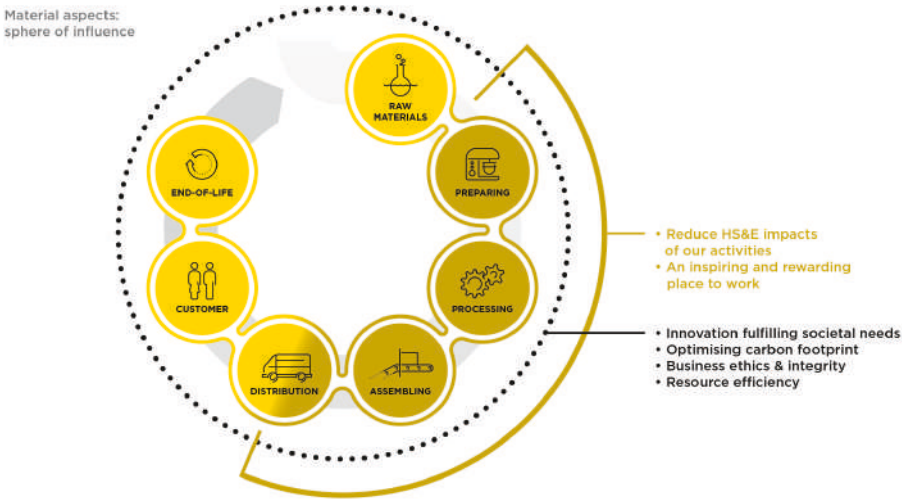 Material aspects:
sphere of influence
RAW
MATERIALS
PREPARING
END-OF-LIFE
PROCESSING
CUSTOMER
DISTRIBUTION
ASSEMBLING
• Reduce HS&E impacts
of our activities
• An inspiring and rewarding
place to work
• Innovation fulfilling societal needs
• Optimising carbon footprint
• Business ethics & integrity
• Resource efficiency